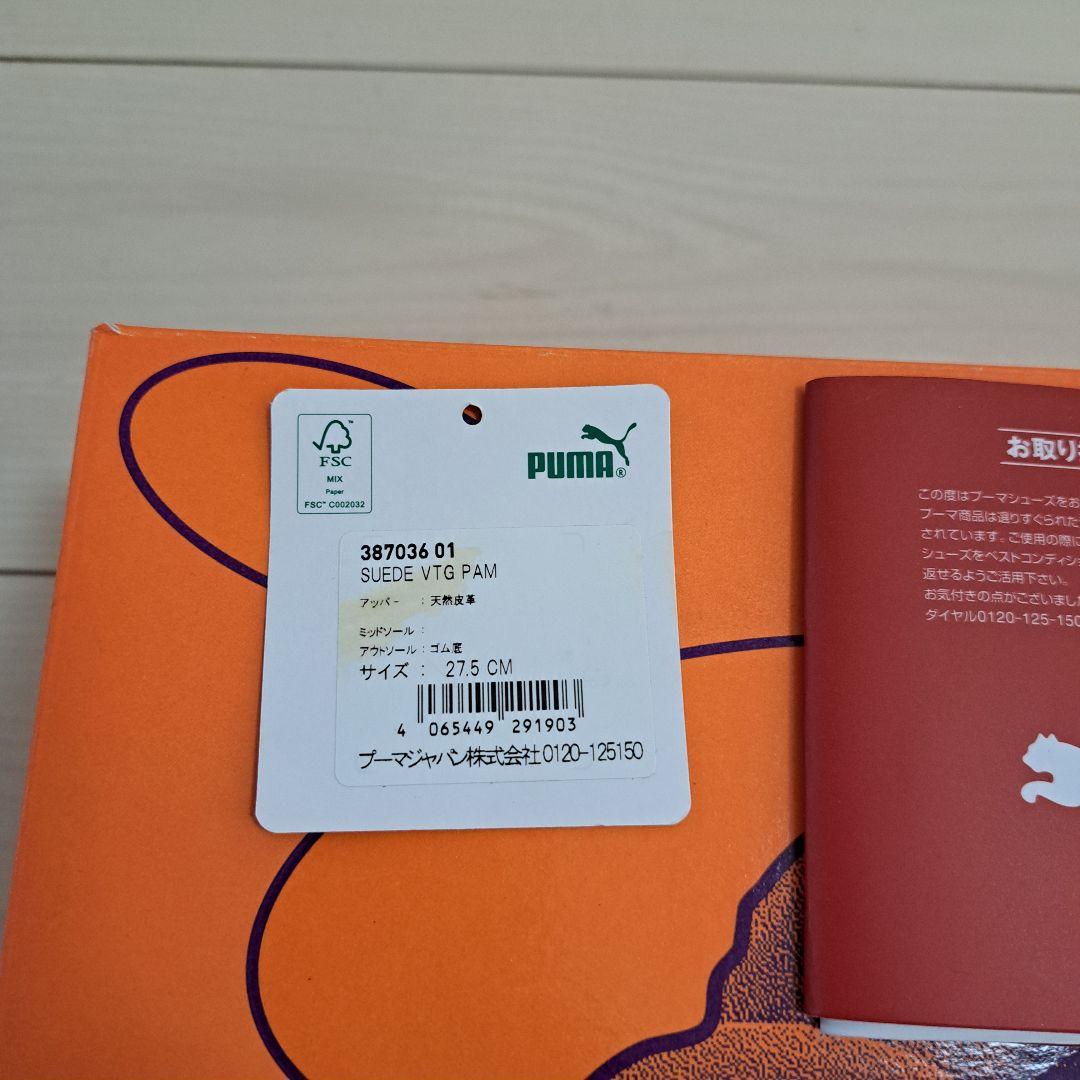 FSC
MIX
Paper
FSC™ C002032
PUMA®
387036 01
SUEDE VTG PAM
アッパー : 天然皮革
ミッドソール :
アウトソール : ゴム底
サイズ : 27.5 CM
4 065449 291903
プーマジャパン株式会社0120-125150
お取り
この度はプーマシューズをお
プーマ商品は選りすぐられた
されています。ご使用の際に
シューズをベストコンディシ
返せるようご活用下さい。
お気付きの点がございました
ダイヤル0120-125-150